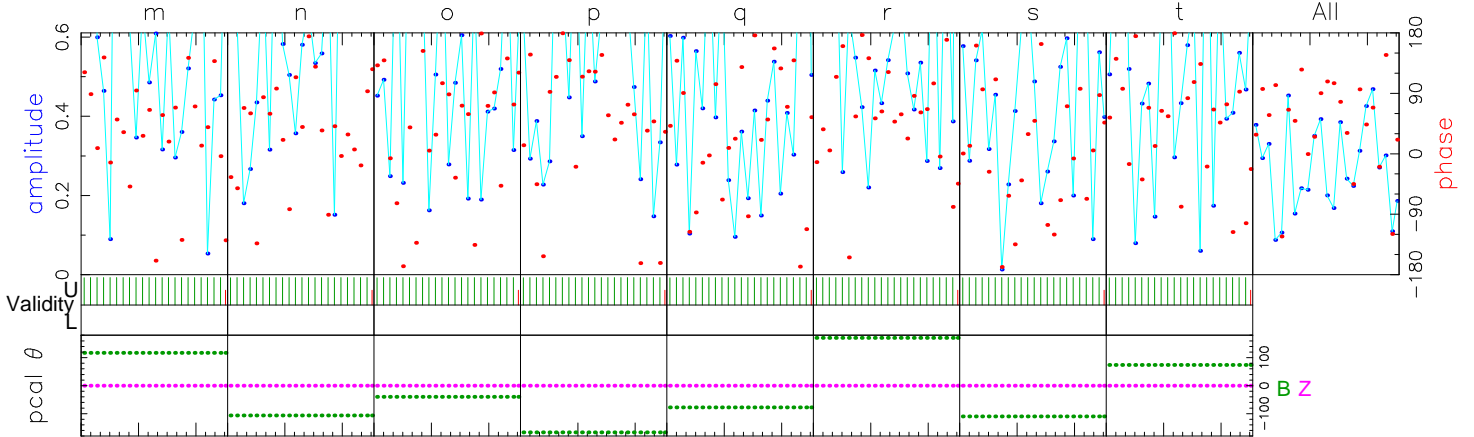 m n o p q r s t All
amplitude
0 0.2 0.4 0.6
phase
−180 −90 0 90 180
U
Validity
L
pcal θ
−100 0 100
B Z